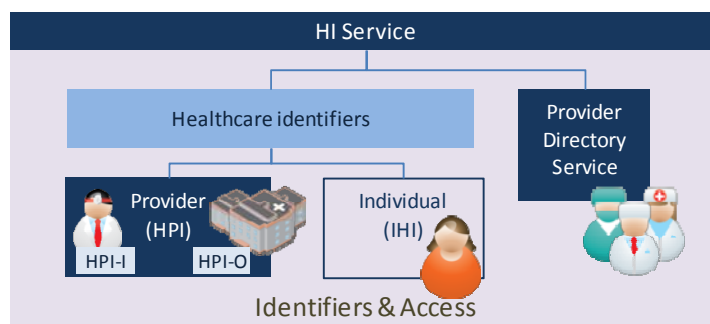 HI Service
Healthcare identifiers
Provider
Directory
Service
Provider
(HPI)
HPI-I
HPI-O
Individual
(IHI)
Identifiers & Access